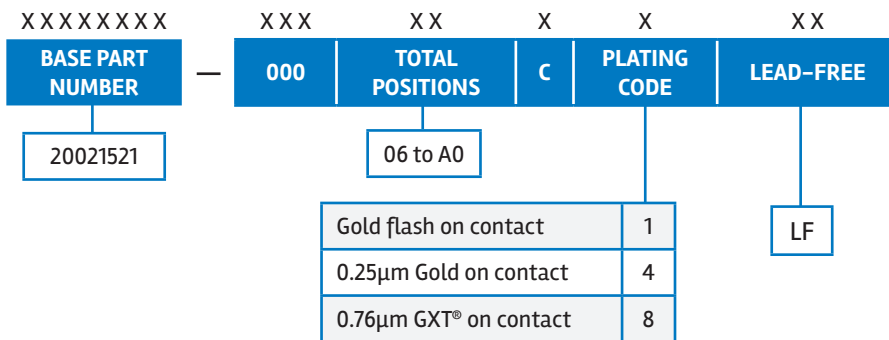 XXXXXXXX XXX XX X X XX
BASE PART NUMBER — 000 TOTAL POSITIONS C PLATING CODE LEAD-FREE
20021521 06 to A0
Gold flash on contact 1
0.25µm Gold on contact 4
0.76µm GXT® on contact 8
LF